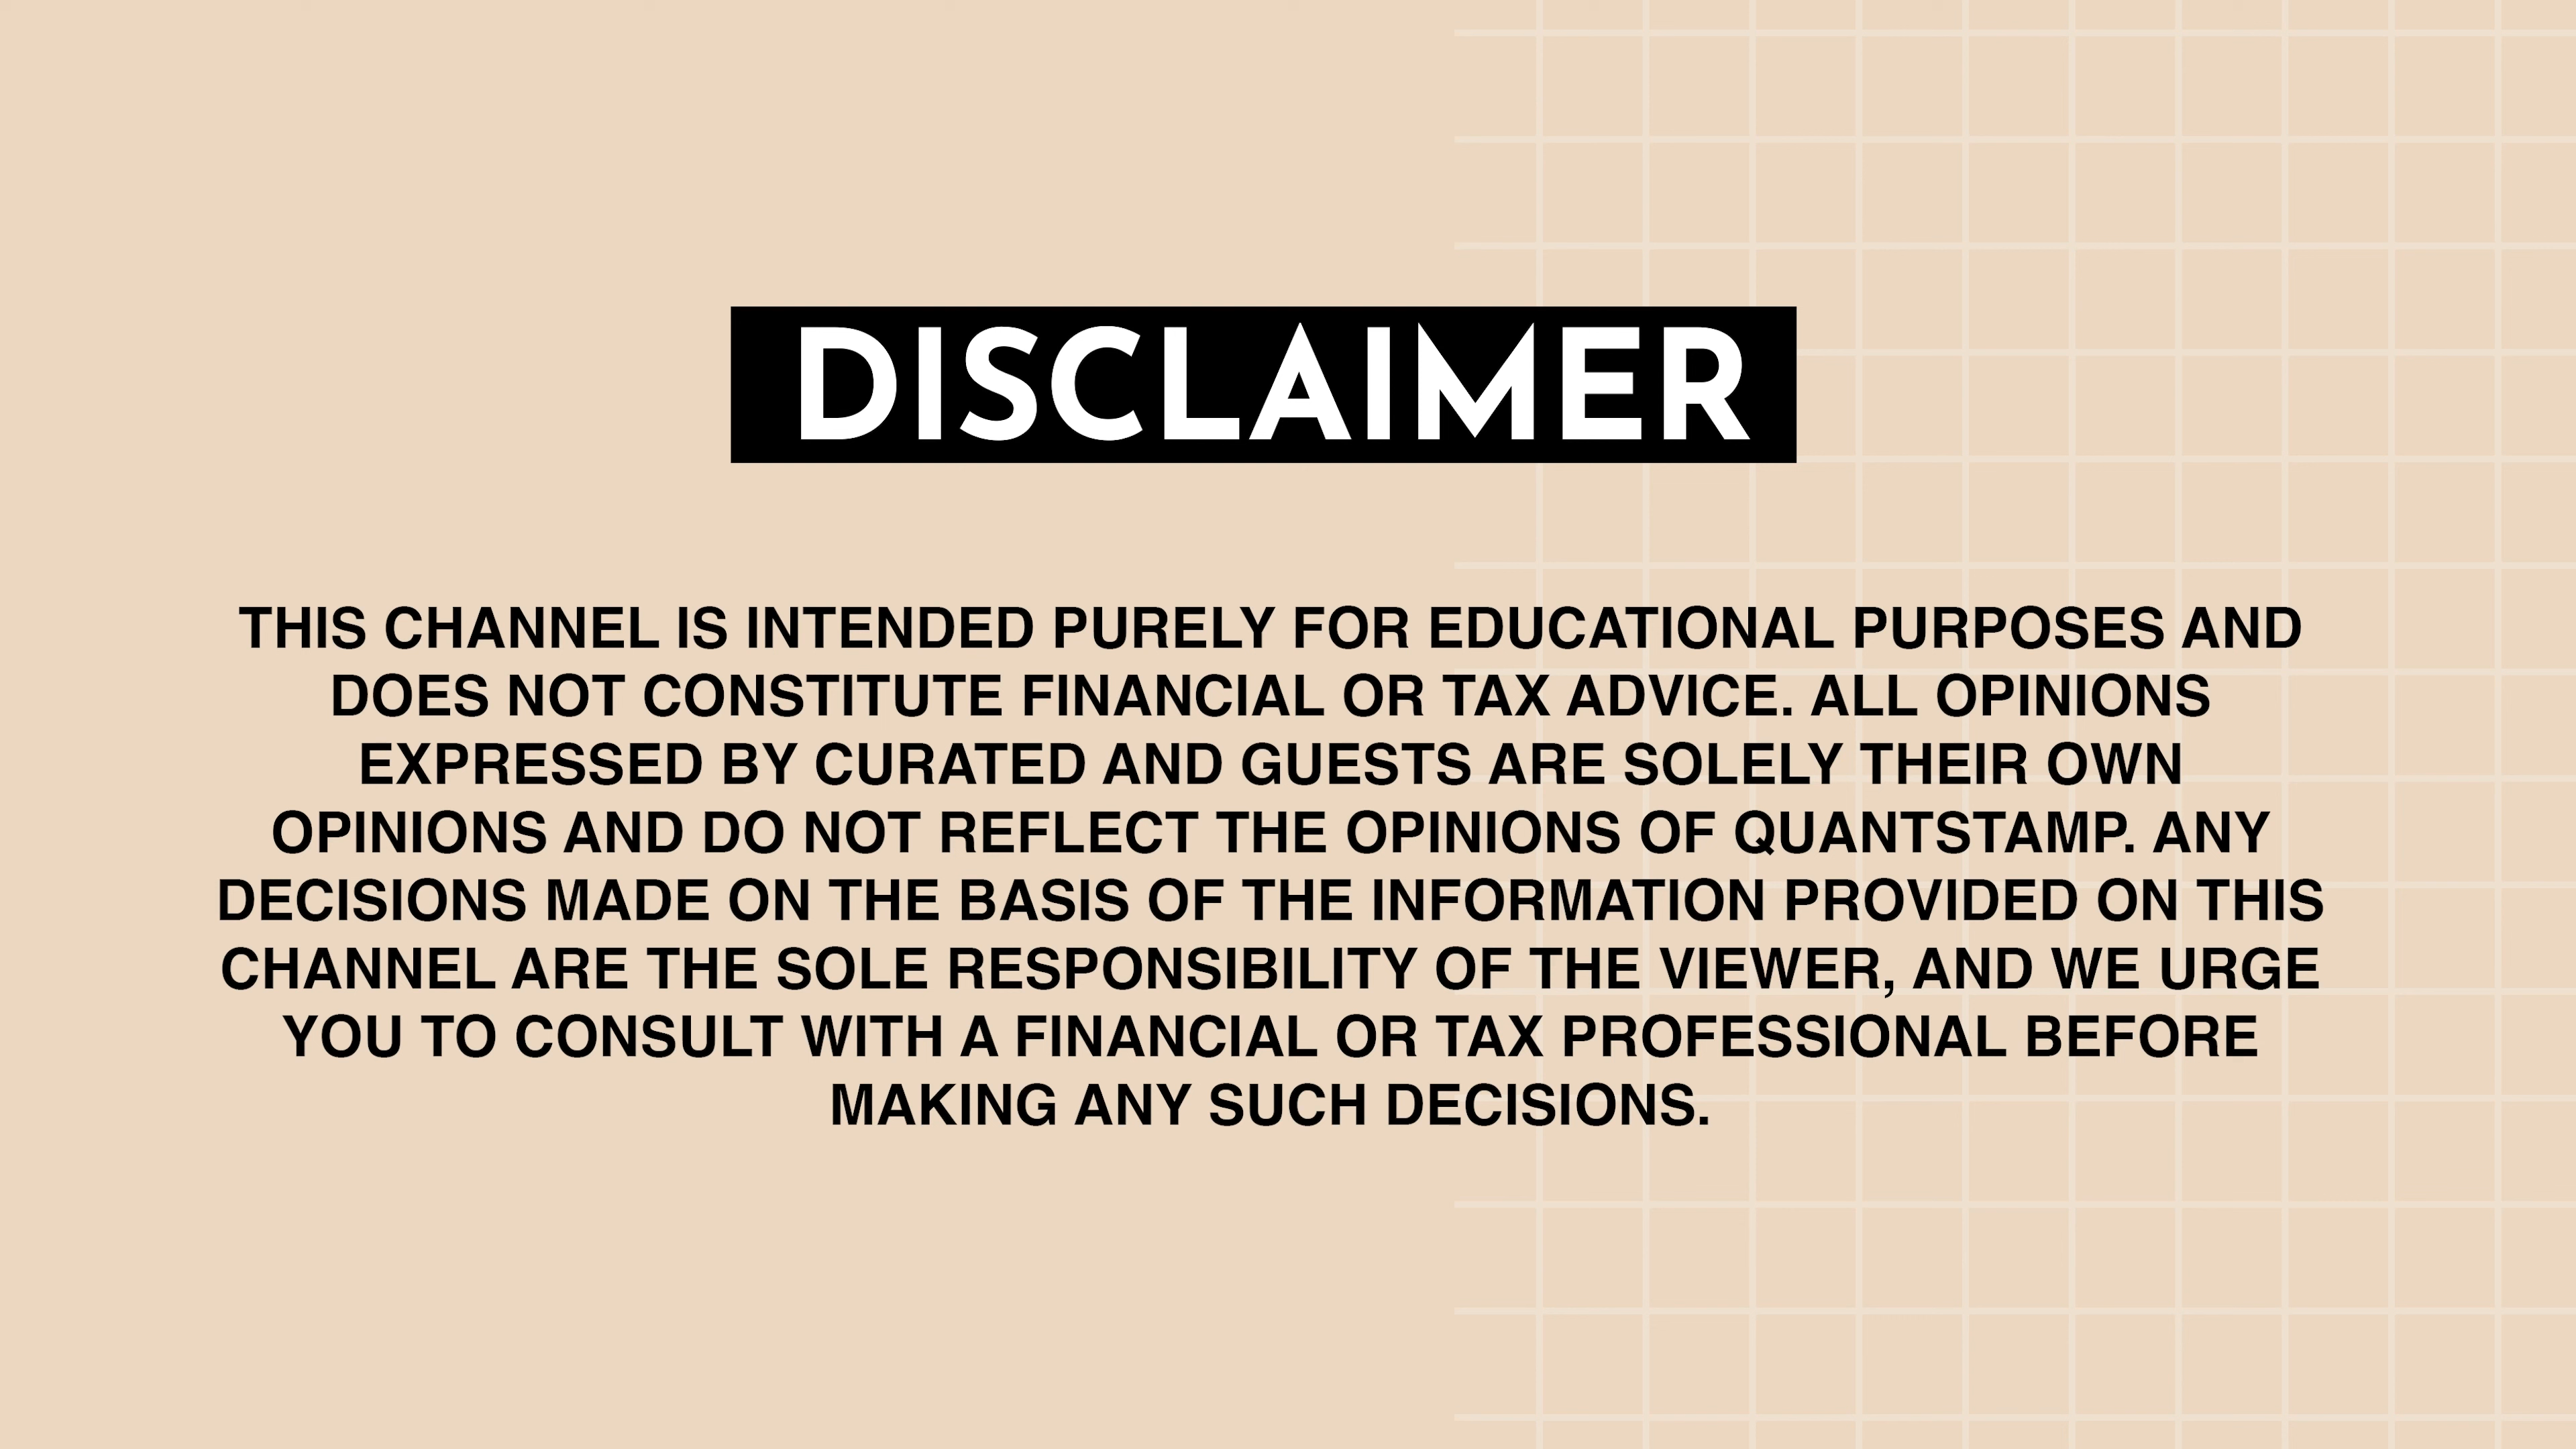 DISCLAIMER
THIS CHANNEL IS INTENDED PURELY FOR EDUCATIONAL PURPOSES AND
DOES NOT CONSTITUTE FINANCIAL OR TAX ADVICE. ALL OPINIONS
EXPRESSED BY CURATED AND GUESTS ARE SOLELY THEIR OWN
OPINIONS AND DO NOT REFLECT THE OPINIONS OF QUANTSTAMP. ANY
DECISIONS MADE ON THE BASIS OF THE INFORMATION PROVIDED ON THIS
CHANNEL ARE THE SOLE RESPONSIBILITY OF THE VIEWER, AND WE URGE
YOU TO CONSULT WITH A FINANCIAL OR TAX PROFESSIONAL BEFORE
MAKING ANY SUCH DECISIONS.